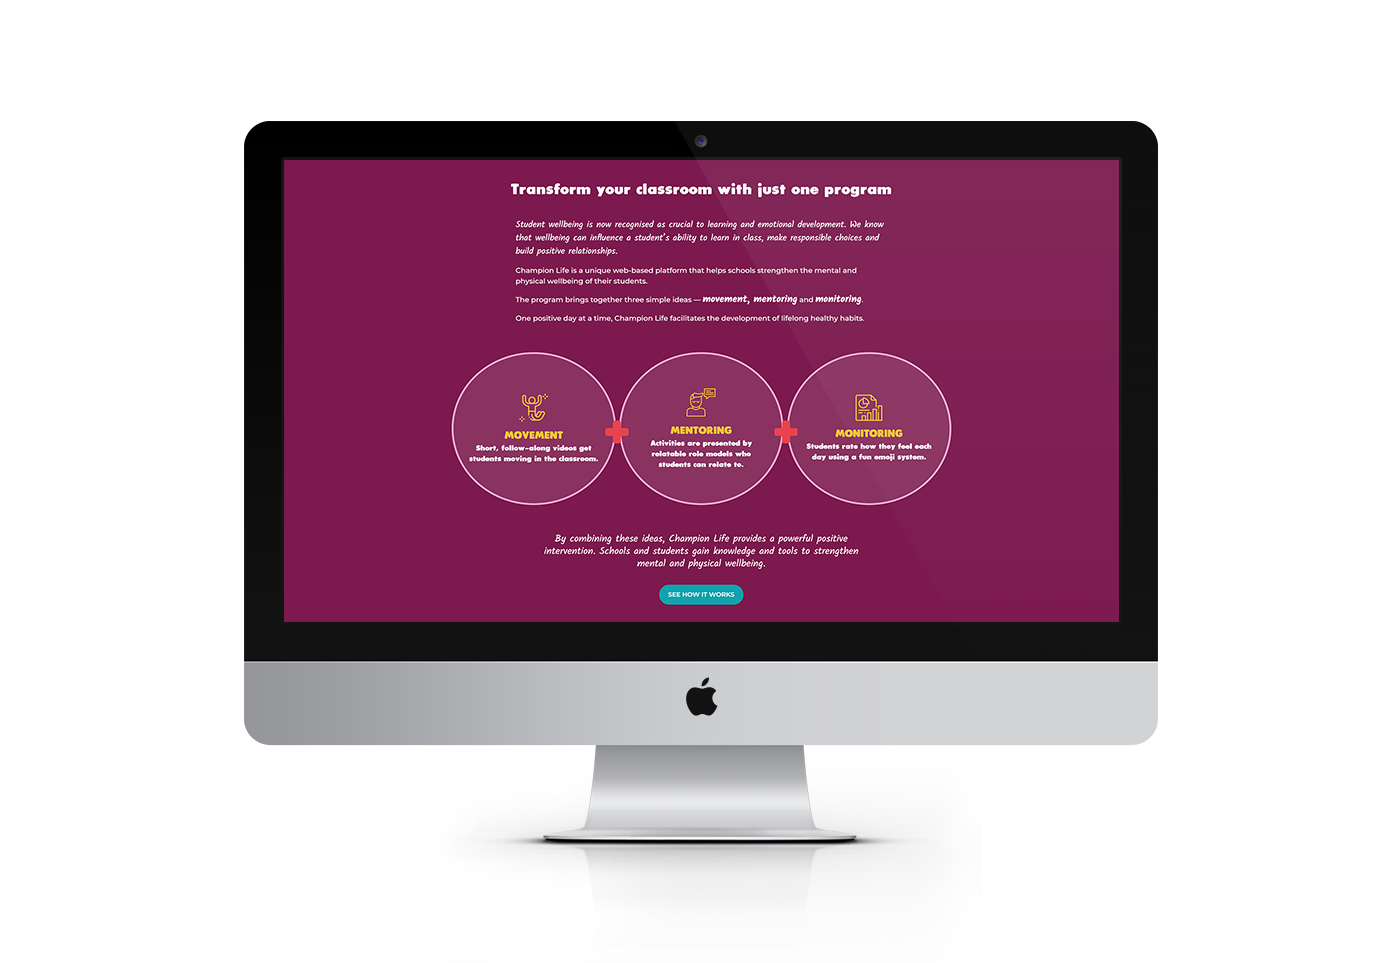 Transform your classroom with just one program
Student wellbeing is now recognised as crucial to learning and emotional development. We know
that wellbeing can influence a student's ability to learn in class, make responsible choices and
build positive relationships.
Champion Life is a unique web-based platform that helps schools strengthen the mental and
physical wellbeing of their students.
The program brings together three simple ideas — movement, mentoring and monitoring.
One positive day at a time, Champion Life facilitates the development of lifelong healthy habits.
MOVEMENT
Short, follow-along videos get
students moving in the classroom.
MENTORING
Activities are presented by
relatable role models who
students can relate to.
MONITORING
Students rate how they feel each
day using a fun emoji system.
By combining these ideas, Champion Life provides a powerful positive
intervention. Schools and students gain knowledge and tools to strengthen
mental and physical wellbeing.
SEE HOW IT WORKS